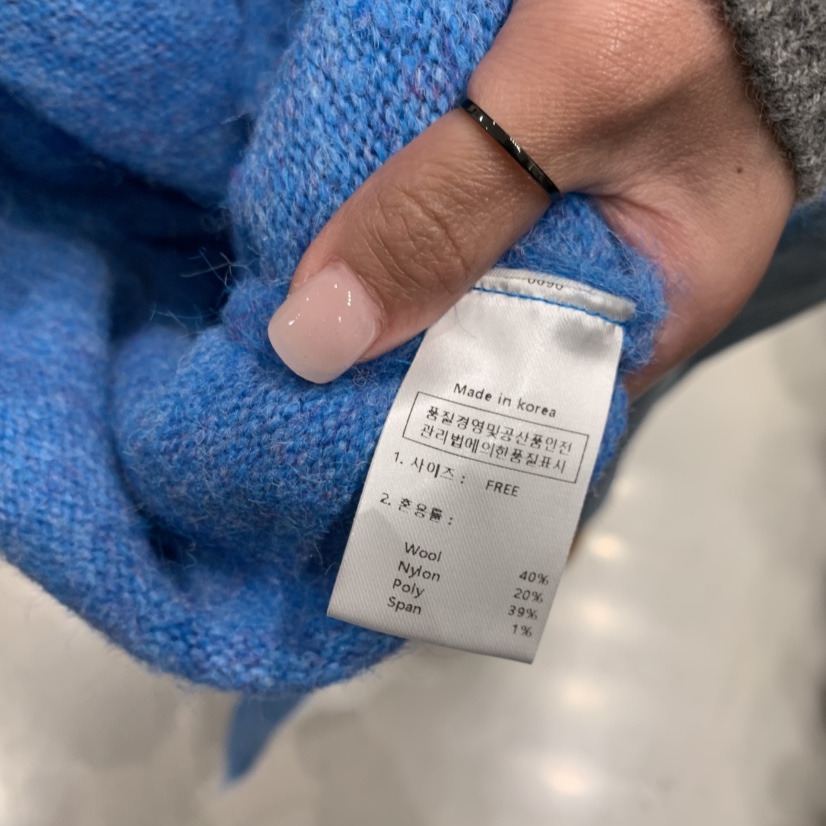 0090
Made in korea
품질경영및공산품안전
관리법에의한품질표시
1. 사이즈 : FREE
2. 혼용률 :
Wool 40%
Nylon 20%
Poly 39%
Span 1%